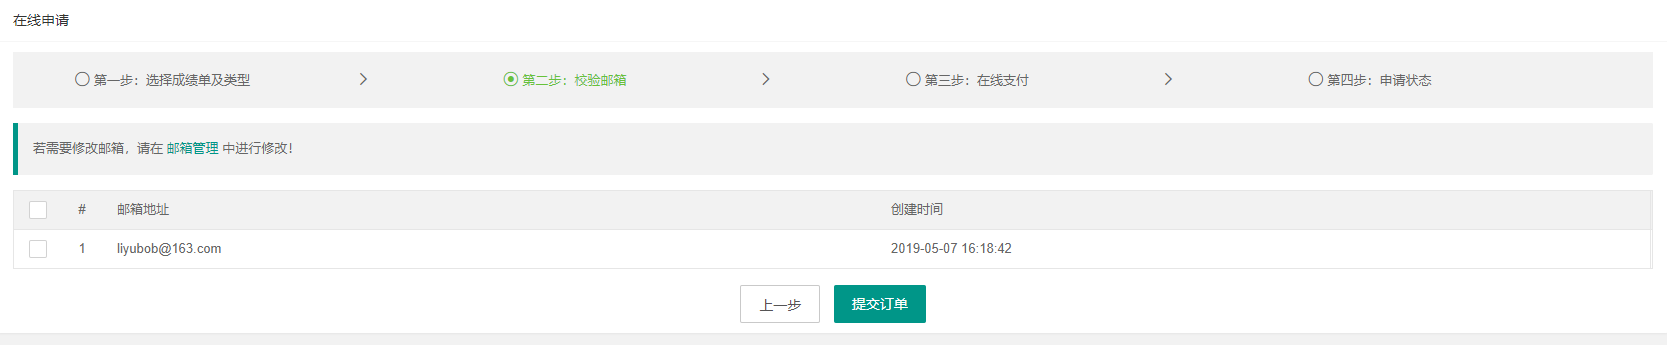 在线申请
第一步：选择成绩单及类型 > 第二步：校验邮箱 > 第三步：在线支付 > 第四步：申请状态
若需要修改邮箱，请在 邮箱管理 中进行修改！
# 邮箱地址 创建时间
1 liyubob@163.com 2019-05-07 16:18:42
上一步 提交订单